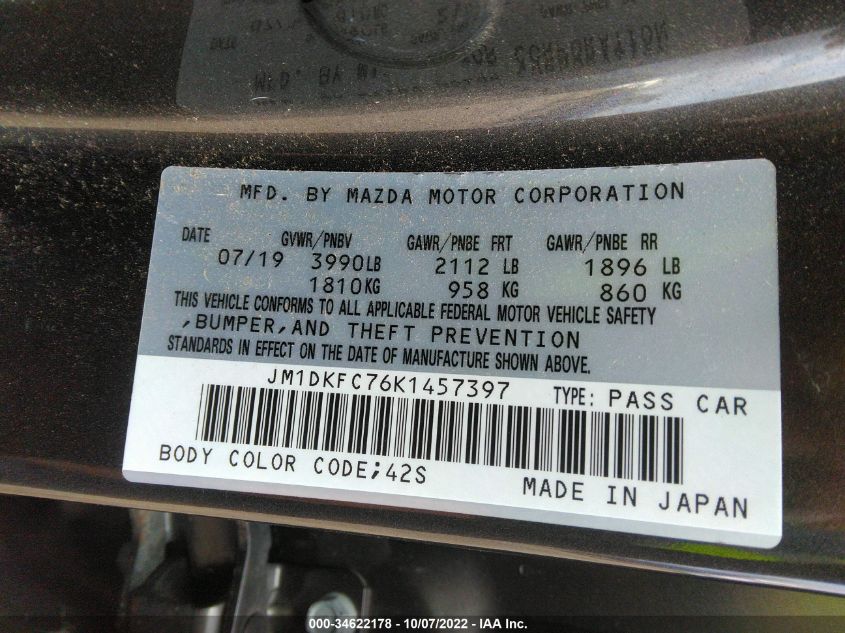 MFD. BY MAZDA MOTOR CORPORATION
DATE GVWR/PNBV GAWR/PNBE FRT GAWR/PNBE RR
07/19 3990LB 2112 LB 1896 LB
1810KG 958 KG 860 KG
THIS VEHICLE CONFORMS TO ALL APPLICABLE FEDERAL MOTOR VEHICLE SAFETY
,BUMPER,AND THEFT PREVENTION
STANDARDS IN EFFECT ON THE DATE OF MANUFACTURE SHOWN ABOVE.
JM1DKFC76K1457397 TYPE: PASS CAR
BODY COLOR CODE;42S
MADE IN JAPAN
000-34622178 - 10/07/2022 - IAA Inc.